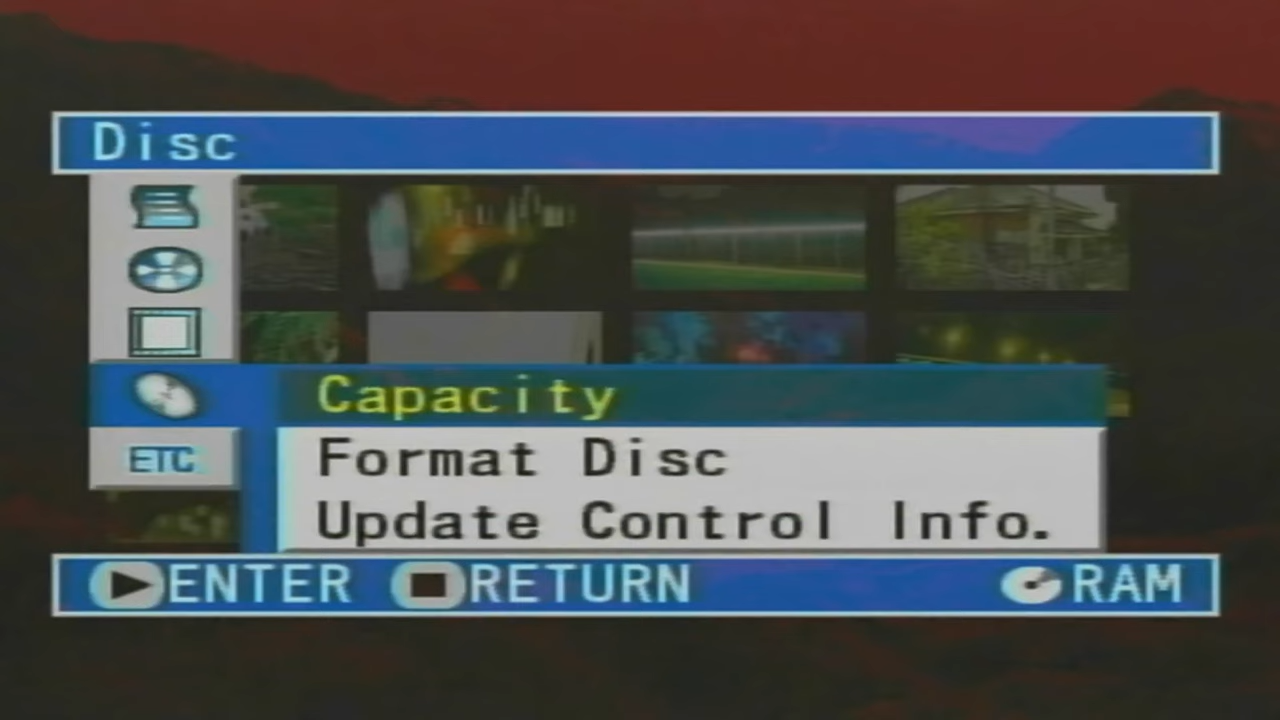 Disc
Capacity
ETC
Format Disc
Update Control Info.
ENTER RETURN RAM